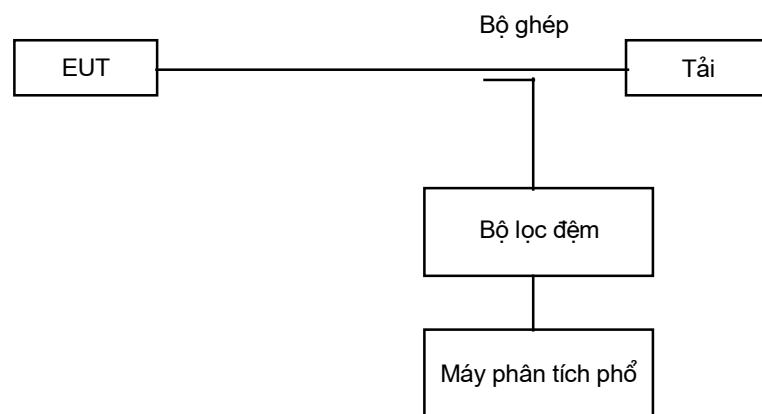 Bộ ghép
EUT
Tải
Bộ lọc đệm
Máy phân tích phổ